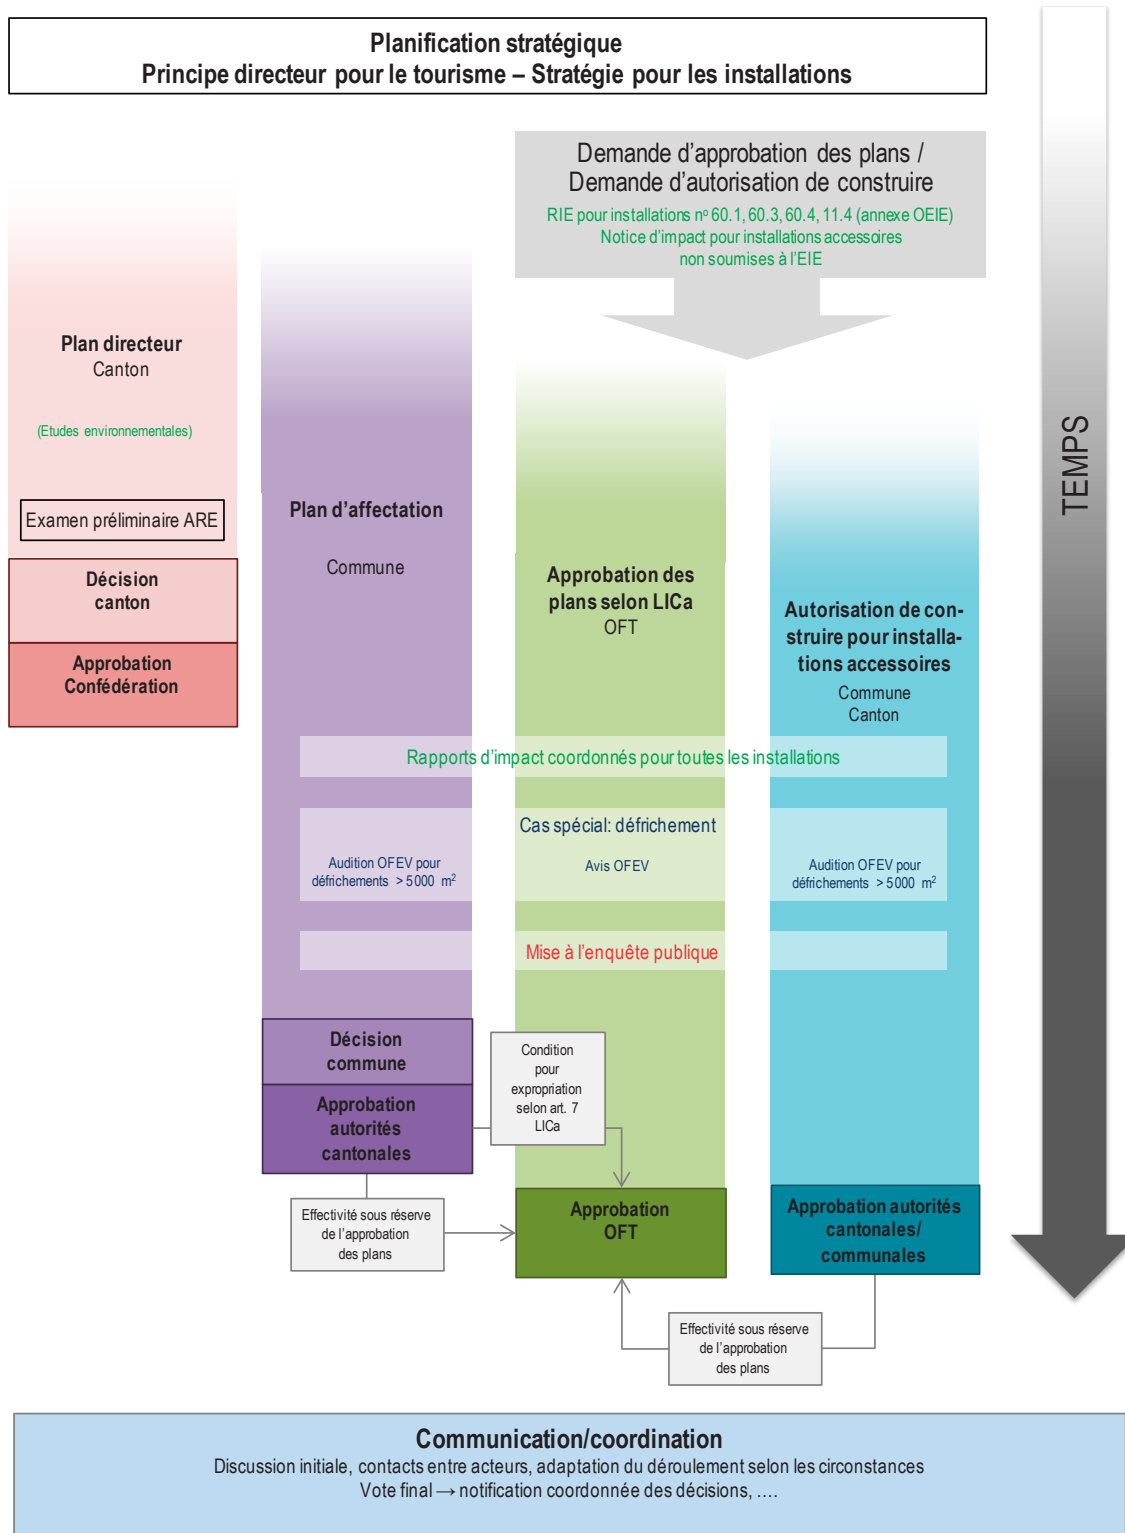 Planification stratégique
Principe directeur pour le tourisme – Stratégie pour les installations
Demande d'approbation des plans /
Demande d'autorisation de construire
RIE pour installations nº 60.1, 60.3, 60.4, 11.4 (annexe OEIE)
Notice d'impact pour installations accessoires
non soumises à l'EIE
Plan directeur
Canton
(Etudes environnementales)
Examen préliminaire ARE
Décision
canton
Approbation
Confédération
Plan d'affectation
Commune
Approbation des
plans selon LICa
OFT
Autorisation de con-
struire pour installa-
tions accessoires
Commune
Canton
TEMPS
Rapports d'impact coordonnés pour toutes les installations
Cas spécial: défrichement
Audition OFEV pour
défrichements > 5000 m²
Avis OFEV
Audition OFEV pour
défrichements > 5000 m²
Mise à l'enquête publique
Décision
commune
Approbation
autorités
cantonales
Condition
pour
expropriation
selon art. 7
LICa
Effectivité sous réserve
de l'approbation
des plans
Approbation
OFT
Approbation autorités
cantonales/
communales
Effectivité sous réserve
de l'approbation
des plans
Communication/coordination
Discussion initiale, contacts entre acteurs, adaptation du déroulement selon les circonstances
Vote final → notification coordonnée des décisions, ….